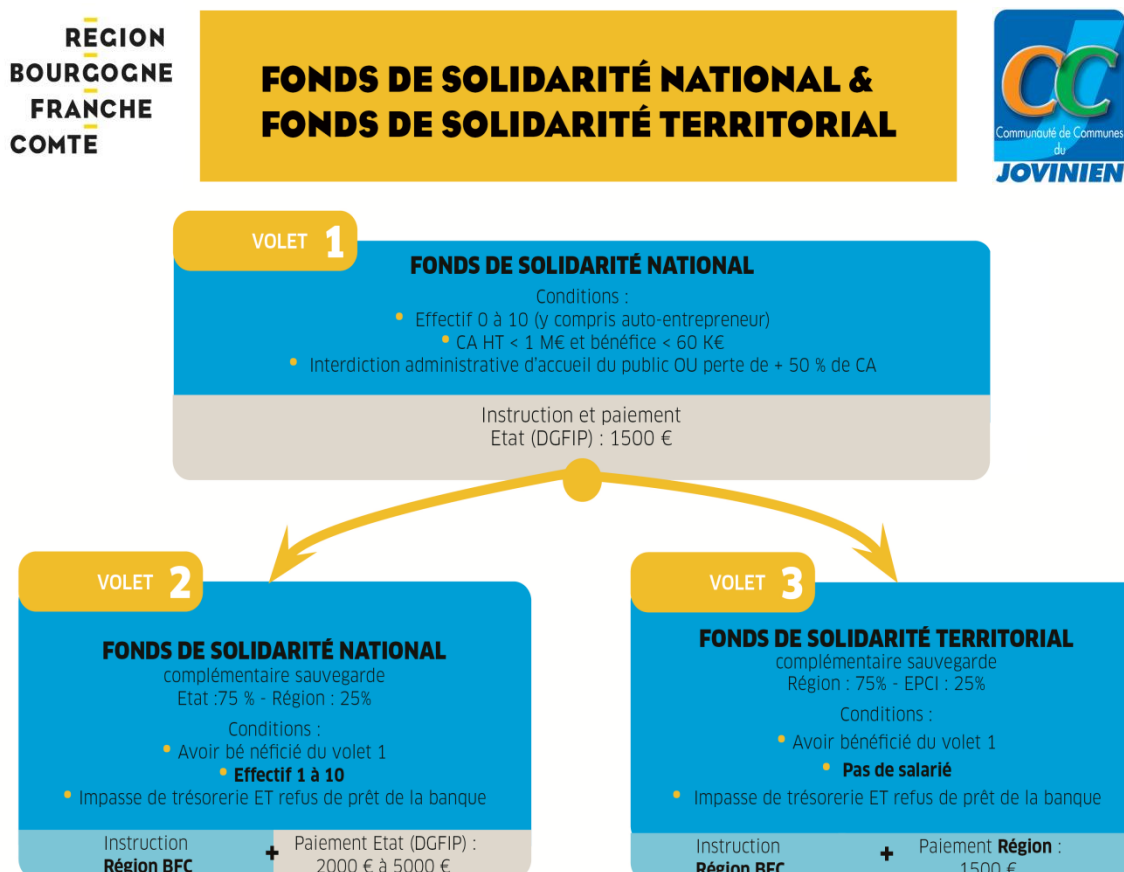 RÉGION
BOURGOGNE
FRANCHE
COMTE
FONDS DE SOLIDARITÉ NATIONAL &
FONDS DE SOLIDARITÉ TERRITORIAL
CC
Communauté de Communes
du
JOVINIEN
VOLET 1
FONDS DE SOLIDARITÉ NATIONAL
Conditions :
• Effectif 0 à 10 (y compris auto-entrepreneur)
• CA HT < 1 M€ et bénéfice < 60 K€
• Interdiction administrative d'accueil du public OU perte de + 50 % de CA
Instruction et paiement
Etat (DGFIP) : 1500 €
VOLET 2
FONDS DE SOLIDARITÉ NATIONAL
complémentaire sauvegarde
Etat :75 % - Région : 25%
Conditions :
• Avoir bé néficié du volet 1
• Effectif 1 à 10
• Impasse de trésorerie ET refus de prêt de la banque
Instruction
Région BFC
+
Paiement Etat (DGFIP) :
2000 € à 5000 €
VOLET 3
FONDS DE SOLIDARITÉ TERRITORIAL
complémentaire sauvegarde
Région : 75% - EPCI : 25%
Conditions :
• Avoir bénéficié du volet 1
• Pas de salarié
• Impasse de trésorerie ET refus de prêt de la banque
Instruction
Région BFC
+
Paiement Région :
1500 €